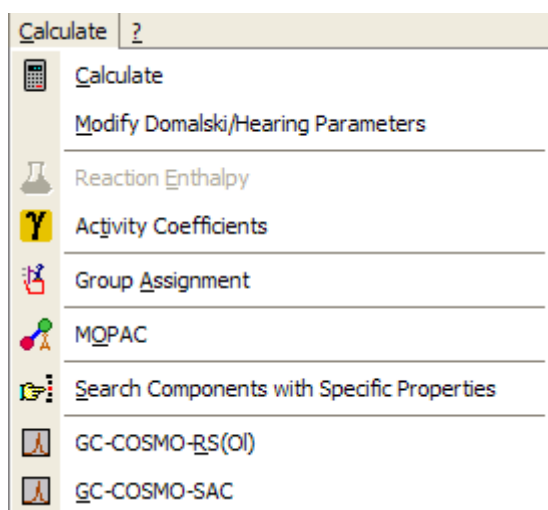 Calculate ?
Calculate
Modify Domalski/Hearing Parameters
Reaction Enthalpy
γ Activity Coefficients
Group Assignment
MOPAC
Search Components with Specific Properties
GC-COSMO-RS(Ol)
GC-COSMO-SAC